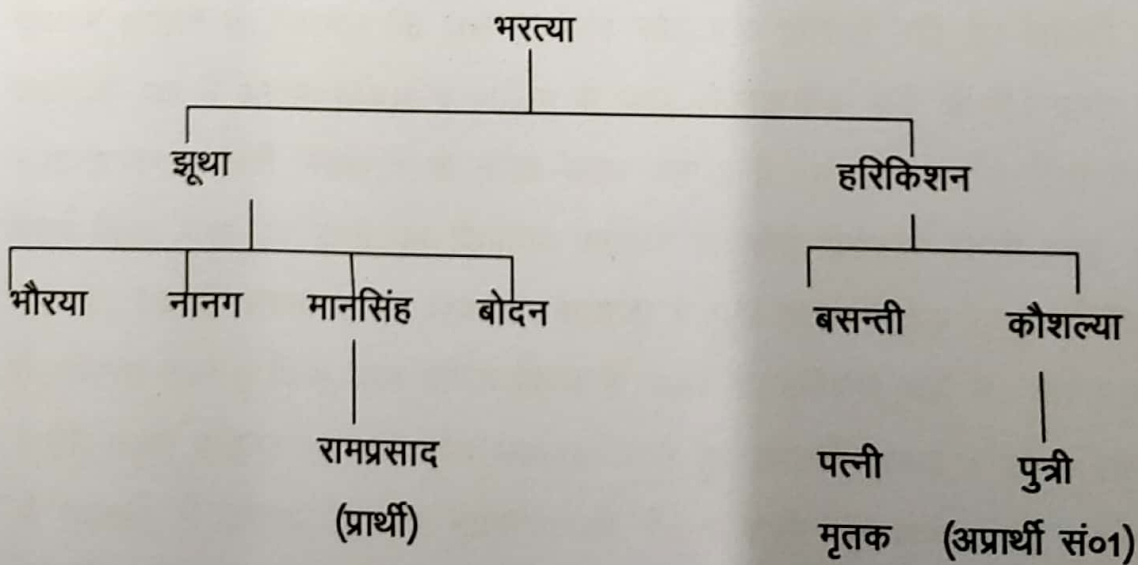 भरत्या
झूथा हरिकिशन
भौरया नानग मानसिंह बोदन बसन्ती कौशल्या
रामप्रसाद पत्नी पुत्री
(प्रार्थी) मृतक (अप्रार्थी सं०1)